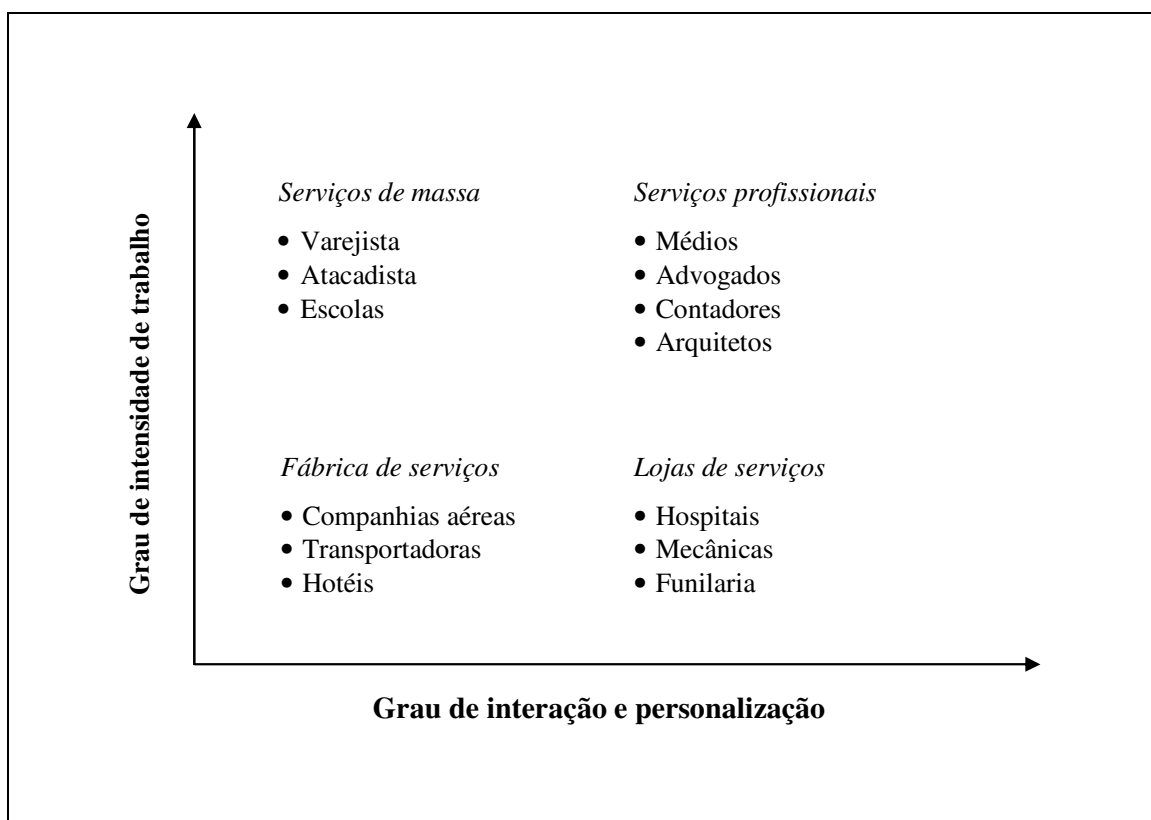 Grau de intensidade de trabalho
Serviços de massa
• Varejista
• Atacadista
• Escolas
Serviços profissionais
• Médios
• Advogados
• Contadores
• Arquitetos
Fábrica de serviços
• Companhias aéreas
• Transportadoras
• Hotéis
Lojas de serviços
• Hospitais
• Mecânicas
• Funilaria
Grau de interação e personalização